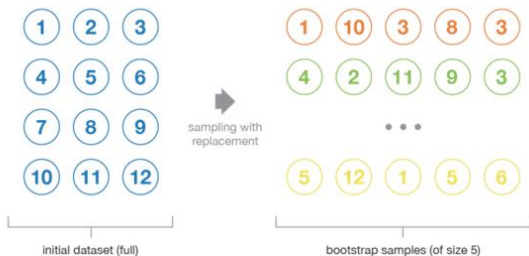 1 2 3
4 5 6
7 8 9
10 11 12
initial dataset (full)
sampling with
replacement
1 10 3 8 3
4 2 11 9 3
• • •
5 12 1 5 6
bootstrap samples (of size 5)